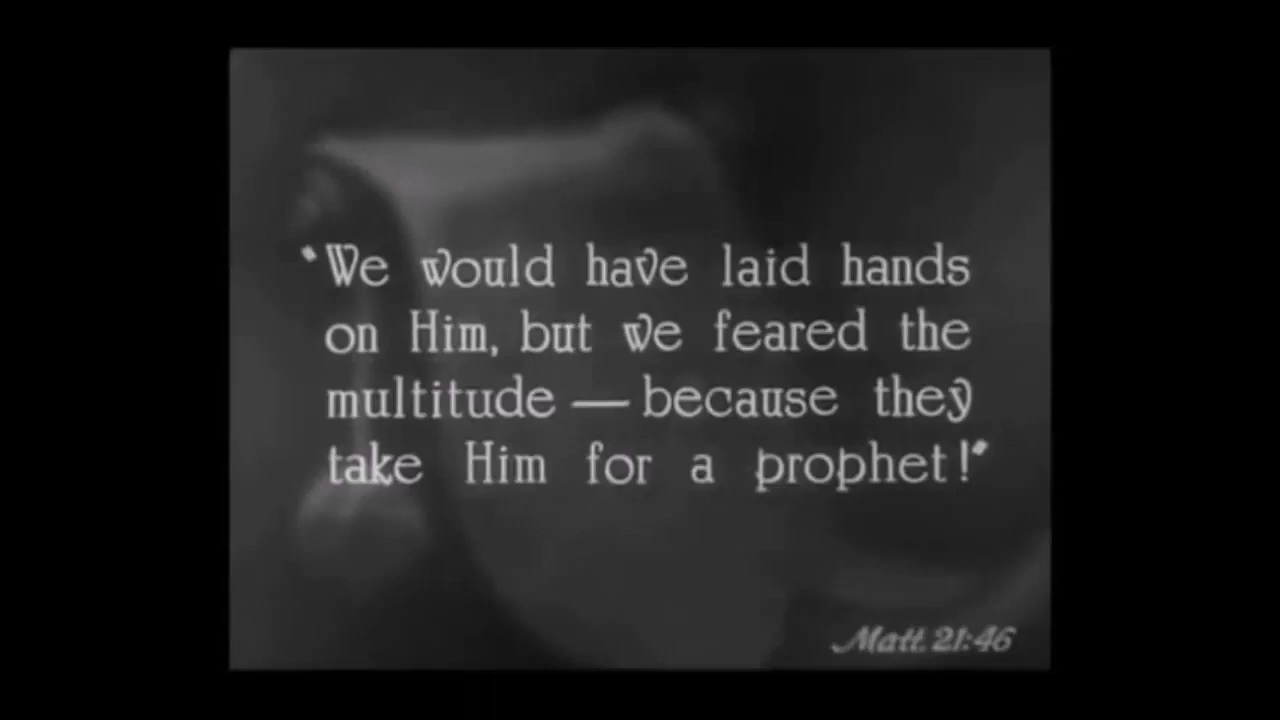 "We would have laid hands
on Him, but we feared the
multitude — because they
take Him for a prophet!"
Matt. 21:46